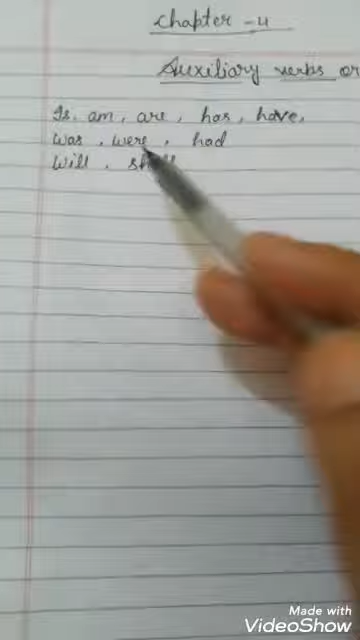 Chapter - 4
Auxiliary verbs or
Is, am, are, has, have,
was, were, had
will,
Made with
VideoShow